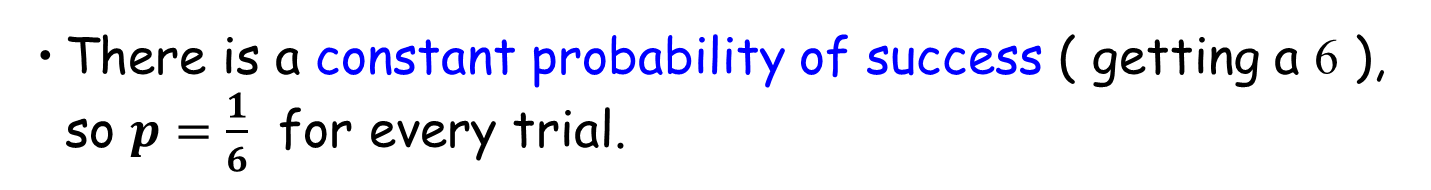 • There is a constant probability of success ( getting a 6 ),
so p = 1/6 for every trial.